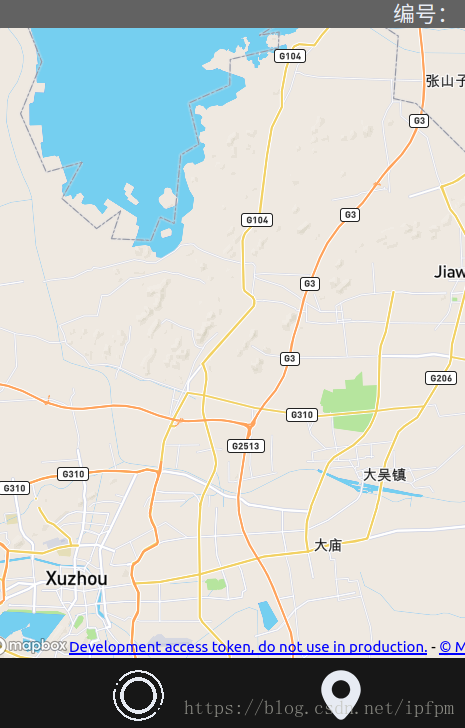 编号：
G104
张山子
G3
G104
G3
Jiaw
G3
G3
G206
G310
G2513
G310
G310
大吴镇
大庙
Xuzhou
mapbox Development access token, do not use in production. - © M
https://blog.csdn.net/ipfpm